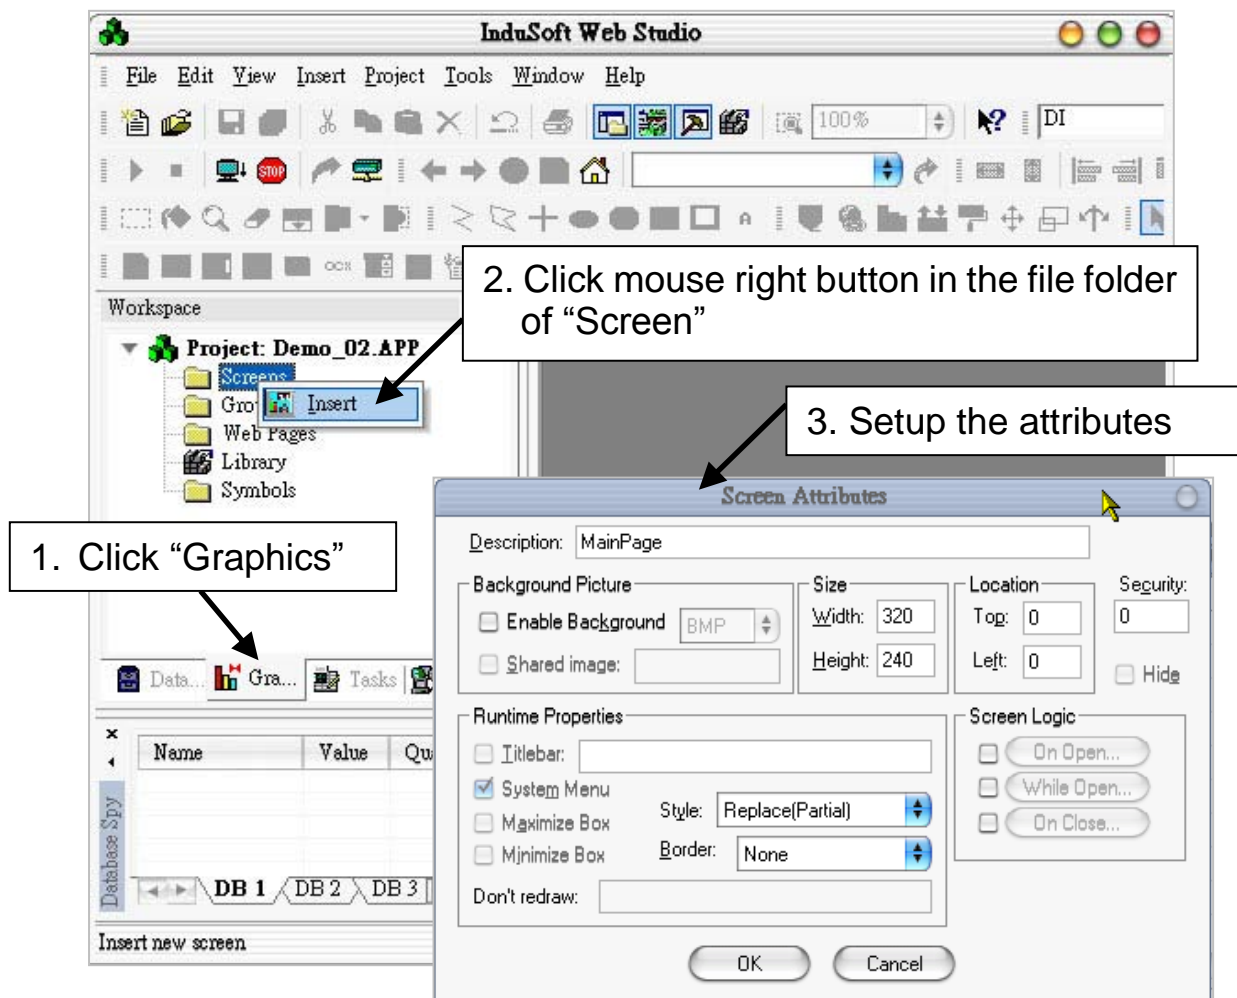 InduSoft Web Studio
File Edit View Insert Project Tools Window Help
100% DI
STOP
A
OCX
2. Click mouse right button in the file folder
of “Screen”
Workspace
Project: Demo_02.APP
Screens
Insert
Web Pages
Library
Symbols
3. Setup the attributes
1. Click “Graphics”
Data... Gra... Tasks
Name Value
Database Spy
DB 1 DB 2 DB 3
Insert new screen
Screen Attributes
Description: MainPage
Background Picture
Enable Background BMP
Shared image:
Size
Width: 320
Height: 240
Location
Top: 0
Left: 0
Security:
0
Hide
Runtime Properties
Titlebar:
System Menu
Maximize Box
Minimize Box
Style: Replace(Partial)
Border: None
Don't redraw:
Screen Logic
On Open...
While Open...
On Close...
OK Cancel